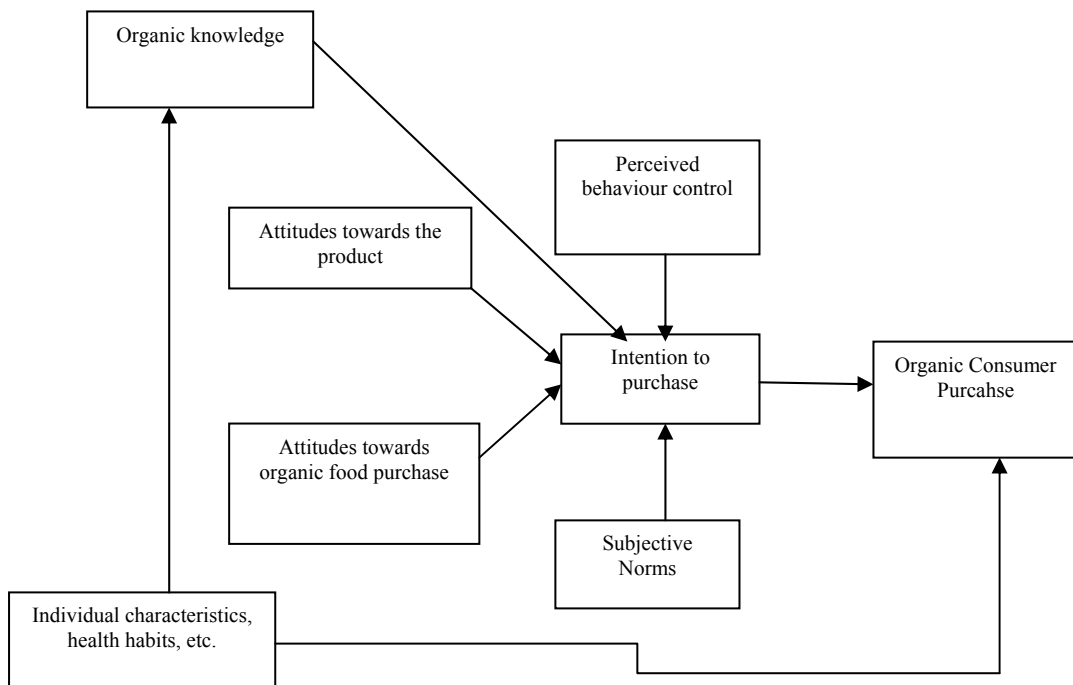 Organic knowledge
Perceived
behaviour control
Attitudes towards the
product
Intention to
purchase
Organic Consumer
Purcahse
Attitudes towards
organic food purchase
Subjective
Norms
Individual characteristics,
health habits, etc.